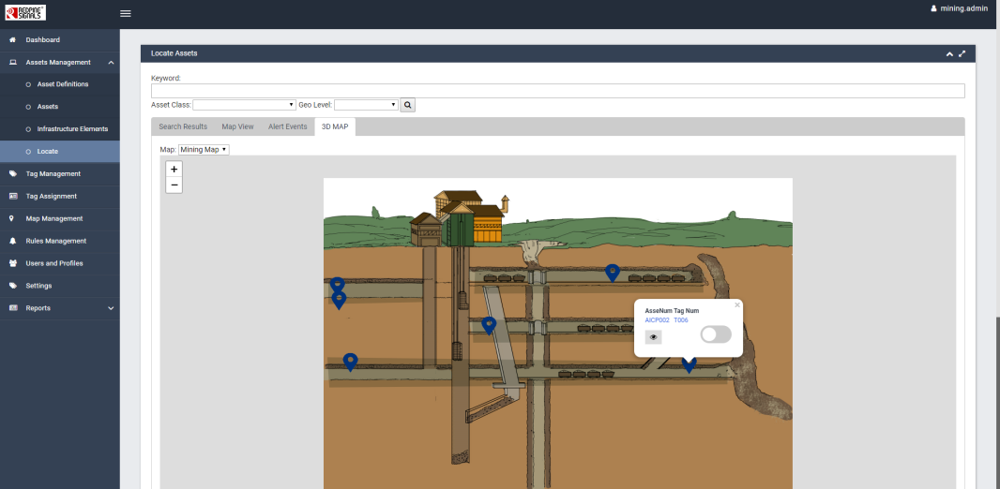 REDPINE®
SIGNALS
mining.admin
Dashboard
Assets Management
Asset Definitions
Assets
Infrastructure Elements
Locate
Tag Management
Tag Assignment
Map Management
Rules Management
Users and Profiles
Settings
Reports
Locate Assets
Keyword:
Asset Class: Geo Level:
Search Results Map View Alert Events 3D MAP
Map: Mining Map
+
−
AsseNum Tag Num
AICP002 T006
×